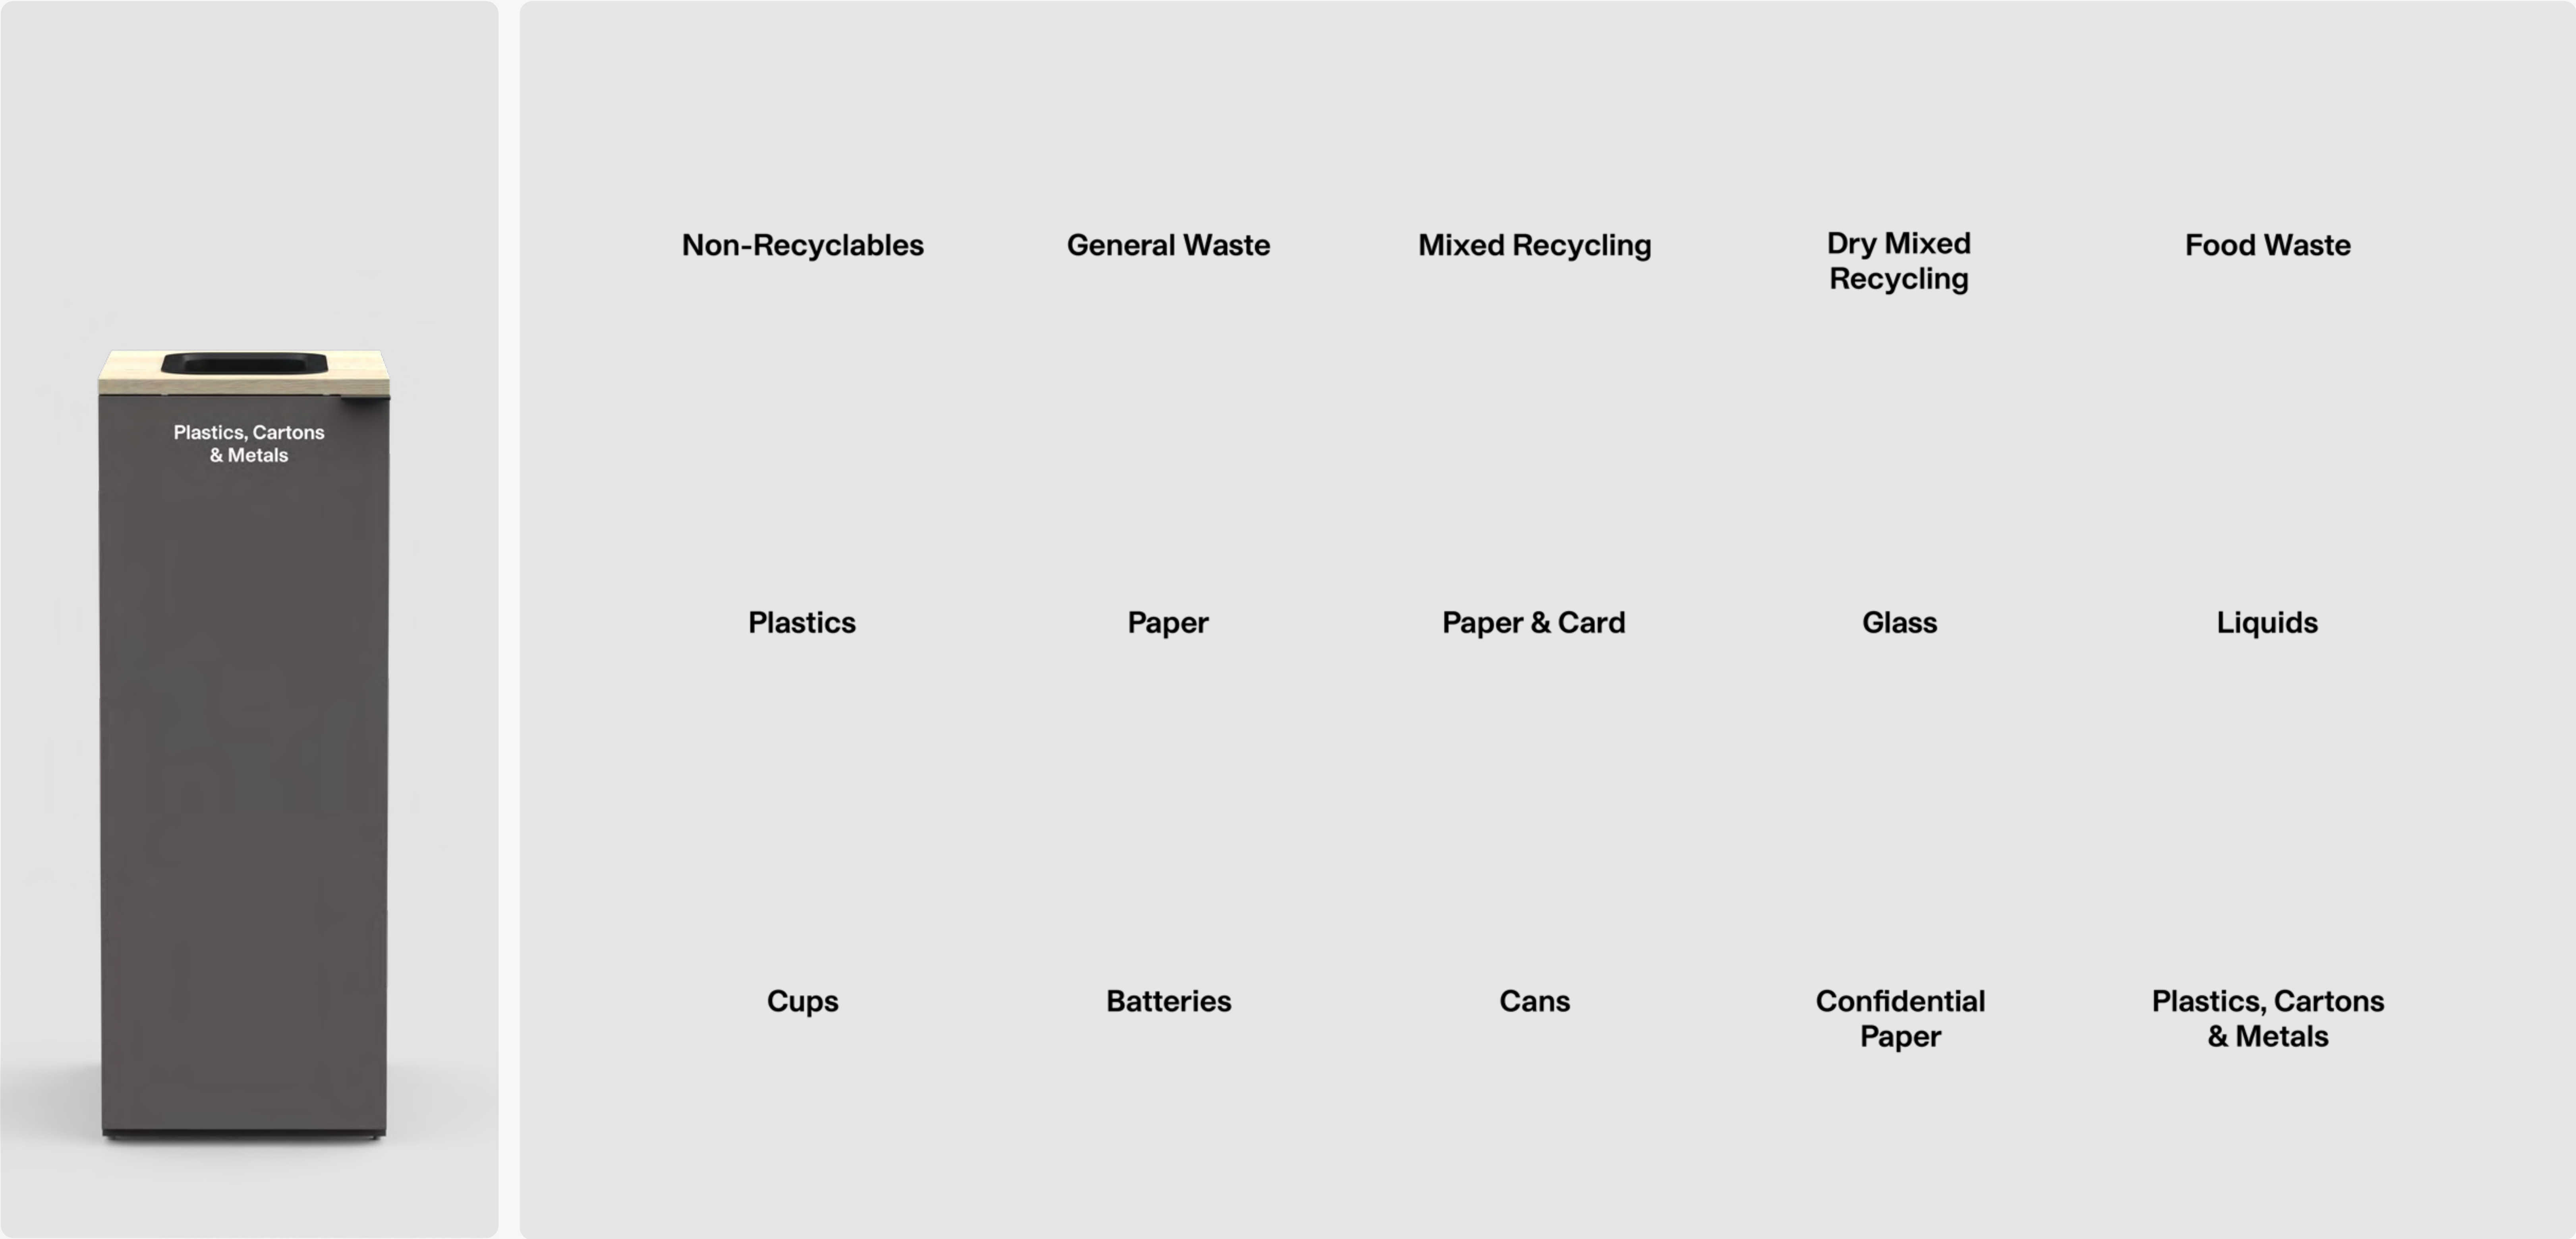 Plastics, Cartons
& Metals
Non-Recyclables
General Waste
Mixed Recycling
Dry Mixed
Recycling
Food Waste
Plastics
Paper
Paper & Card
Glass
Liquids
Cups
Batteries
Cans
Confidential
Paper
Plastics, Cartons
& Metals